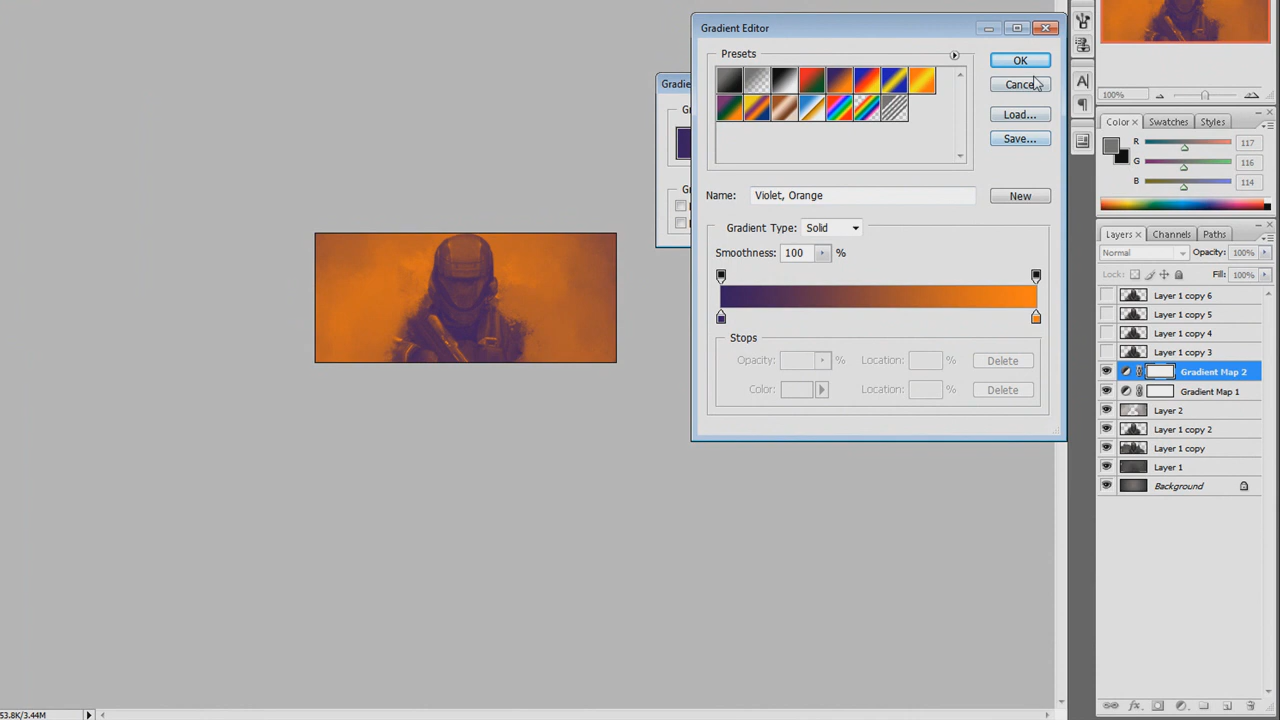 Gradient Editor
Presets
OK
Cancel
Load...
Save...
Name: Violet, Orange
New
Gradient Type: Solid
Smoothness: 100 %
Stops
Opacity: % Location: % Delete
Color: Location: % Delete
100%
Color × Swatches Styles
R 117
G 116
B 114
Layers × Channels Paths
Normal Opacity: 100%
Lock: Fill: 100%
Layer 1 copy 6
Layer 1 copy 5
Layer 1 copy 4
Layer 1 copy 3
Gradient Map 2
Gradient Map 1
Layer 2
Layer 1 copy 2
Layer 1 copy
Layer 1
Background
53.8K/3.44M